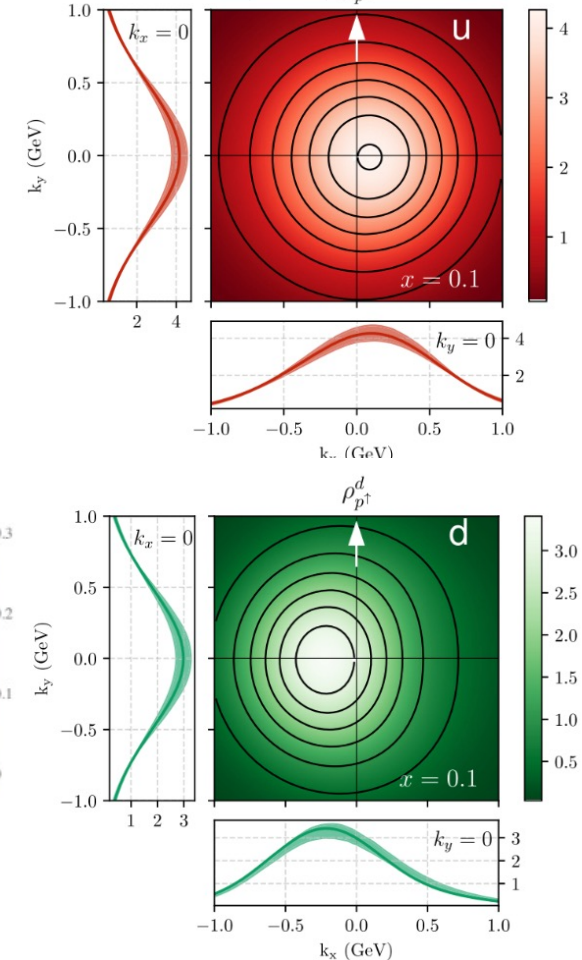 1.0
0.5
0.0
−0.5
−1.0
k_y (GeV)
k_x = 0
2 4
u
x = 0.1
4
3
2
1
k_y = 0
4
2
−1.0 −0.5 0.0 0.5 1.0
ρ^d_{p↑}
1.0
0.5
0.0
−0.5
−1.0
k_y (GeV)
k_x = 0
1 2 3
d
x = 0.1
3.0
2.5
2.0
1.5
1.0
0.5
k_y = 0
3
2
1
−1.0 −0.5 0.0 0.5 1.0
k_x (GeV)